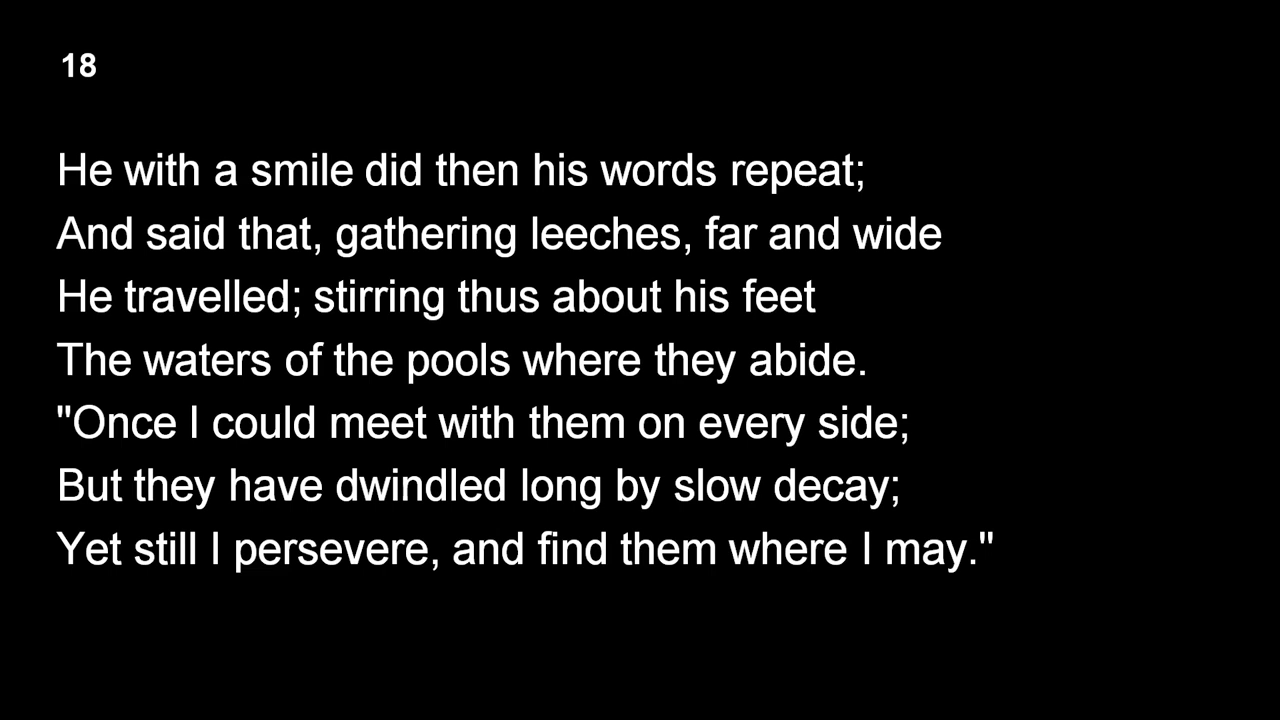 18
He with a smile did then his words repeat;
And said that, gathering leeches, far and wide
He travelled; stirring thus about his feet
The waters of the pools where they abide.
"Once I could meet with them on every side;
But they have dwindled long by slow decay;
Yet still I persevere, and find them where I may."